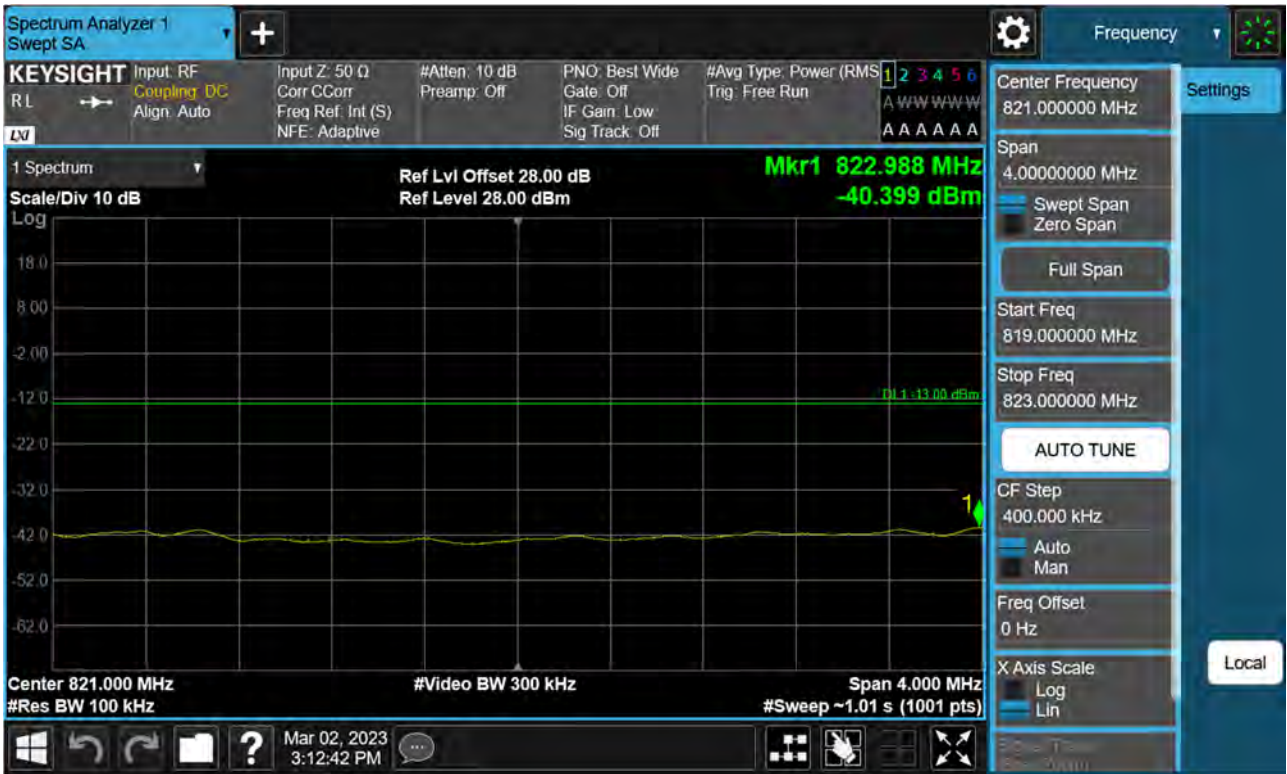 Spectrum Analyzer 1
Swept SA
+
Frequency
KEYSIGHT
R L
LXI
Input: RF
Coupling: DC
Align: Auto
Input Z: 50 Ω
Corr CCorr
Freq Ref: Int (S)
NFE: Adaptive
#Atten: 10 dB
Preamp: Off
PNO: Best Wide
Gate: Off
IF Gain: Low
Sig Track: Off
#Avg Type: Power (RMS
Trig: Free Run
1 2 3 4 5 6
A W W W W W
A A A A A A
1 Spectrum
Scale/Div 10 dB
Log
Ref Lvl Offset 28.00 dB
Ref Level 28.00 dBm
Mkr1 822.988 MHz
-40.399 dBm
18.0
8.00
-2.00
-12.0
-22.0
-32.0
-42.0
-52.0
-62.0
DL1 -13.00 dBm
1
Center 821.000 MHz
#Res BW 100 kHz
#Video BW 300 kHz
Span 4.000 MHz
#Sweep ~1.01 s (1001 pts)
Center Frequency
821.000000 MHz
Settings
Span
4.00000000 MHz
Swept Span
Zero Span
Full Span
Start Freq
819.000000 MHz
Stop Freq
823.000000 MHz
AUTO TUNE
CF Step
400.000 kHz
Auto
Man
Freq Offset
0 Hz
X Axis Scale
Log
Lin
Local
?
Mar 02, 2023
3:12:42 PM